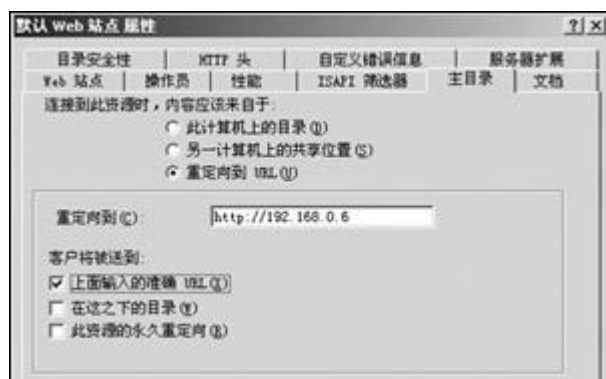 默认 Web 站点 属性
目录安全性 HTTP 头 自定义错误信息 服务器扩展
Web 站点 操作员 性能 ISAPI 筛选器 主目录 文档
连接到此资源时，内容应该来自于:
此计算机上的目录(D)
另一计算机上的共享位置(S)
重定向到 URL(U)
重定向到(C): http://192.168.0.6
客户将被送到:
上面输入的准确 URL(X)
在这之下的目录(Y)
此资源的永久重定向(R)